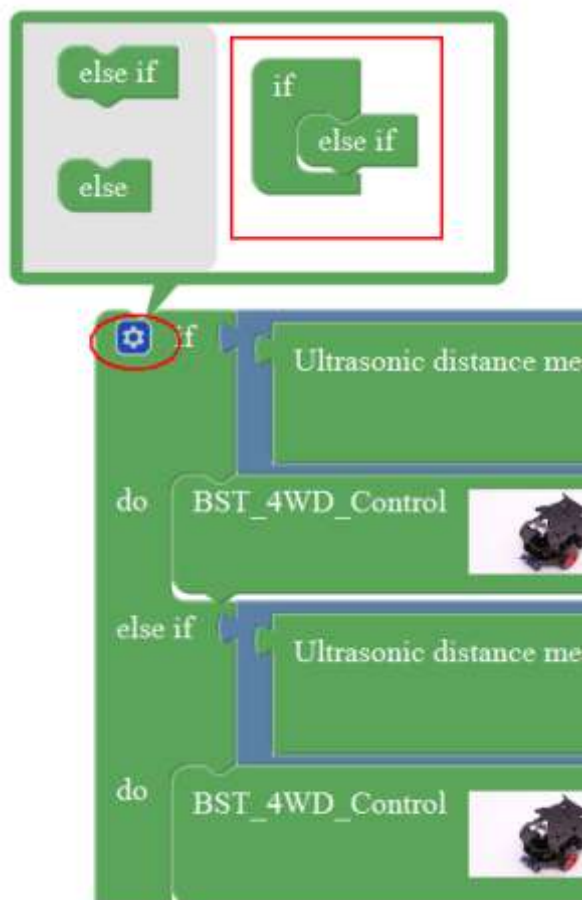 else if
if
else if
else
if
Ultrasonic distance me
do
BST_4WD_Control
else if
Ultrasonic distance me
do
BST_4WD_Control